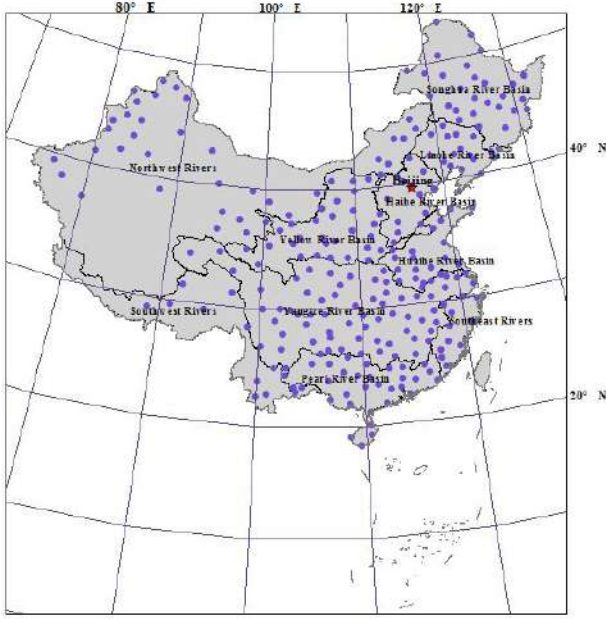 80° E
100° E
120° E
Songhua River Basin
40° N
Liaohe River Basin
Northwest Rivers
Beijing
Haihe River Basin
Yellow River Basin
Huaihe River Basin
Southwest Rivers
Yangtze River Basin
Southeast Rivers
Pearl River Basin
20° N